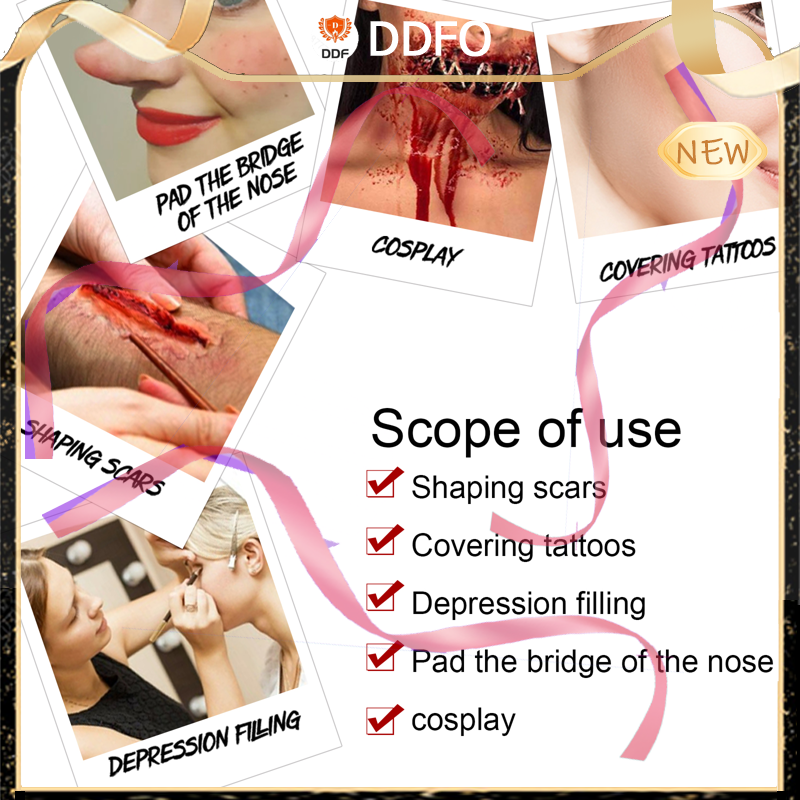 DDF
DDFO
NEW
PAD THE BRIDGE
OF THE NOSE
COSPLAY
COVERING TATTOOS
SHAPING SCARS
DEPRESSION FILLING
Scope of use
Shaping scars
Covering tattoos
Depression filling
Pad the bridge of the nose
cosplay